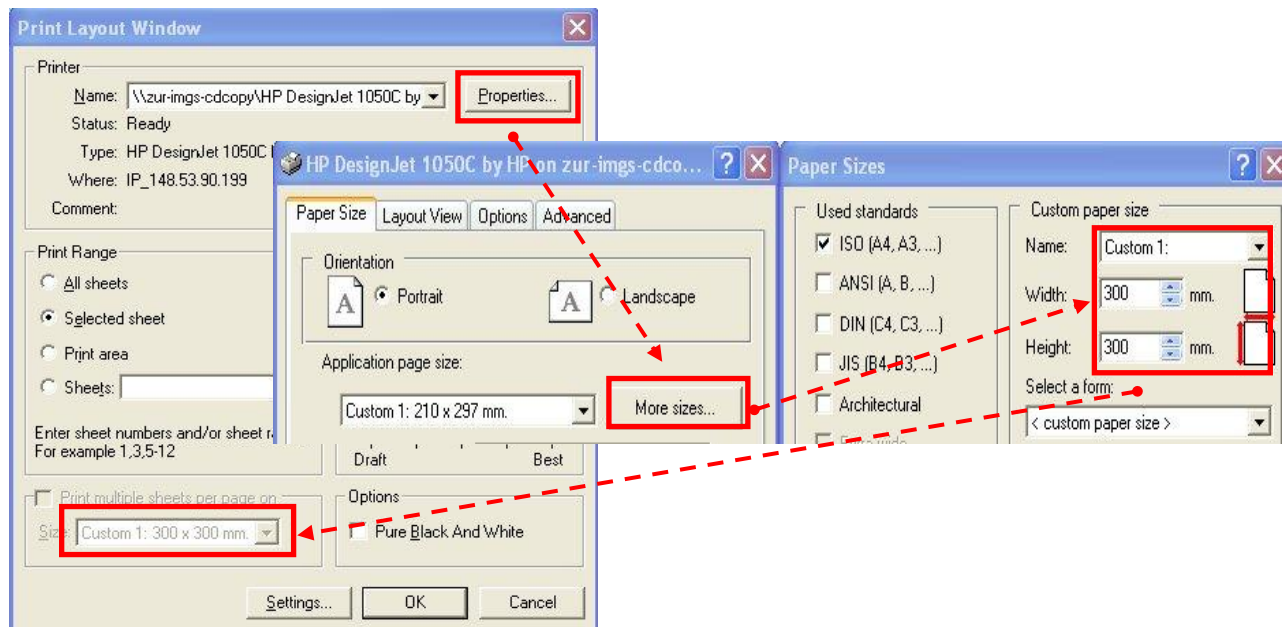 Print Layout Window
Printer
Name: \\zur-imgs-cdcopy\HP DesignJet 1050C by
Properties...
Status: Ready
Type: HP DesignJet 1050C
Where: IP_148.53.90.199
Comment:
Print Range
All sheets
Selected sheet
Print area
Sheets:
Enter sheet numbers and/or sheet
For example 1,3,5-12
Draft Best
Print multiple sheets per page on
Size: Custom 1: 300 x 300 mm.
Options
Pure Black And White
Settings... OK Cancel
HP DesignJet 1050C by HP on zur-imgs-cdco...
Paper Size Layout View Options Advanced
Orientation
A Portrait A Landscape
Application page size:
Custom 1: 210 x 297 mm. More sizes...
Paper Sizes
Used standards
ISO (A4, A3, ...)
ANSI (A, B, ...)
DIN (C4, C3, ...)
JIS (B4, B3, ...)
Architectural
Custom paper size
Name: Custom 1:
Width: 300 mm.
Height: 300 mm.
Select a form:
< custom paper size >